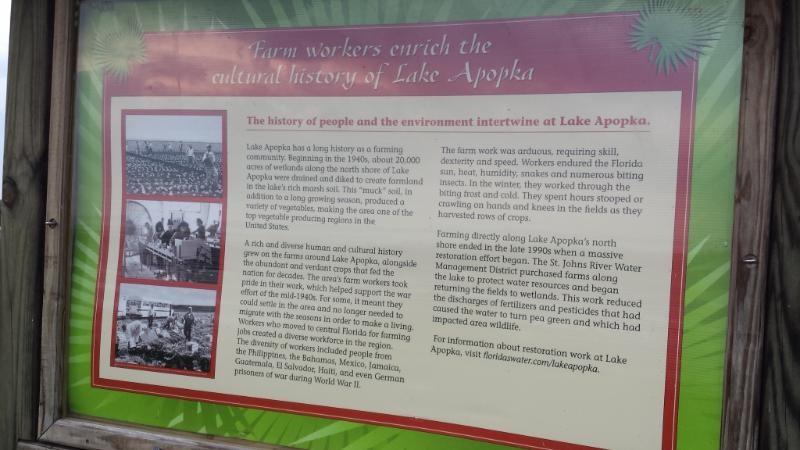 Farm workers enrich the
cultural history of Lake Apopka
The history of people and the environment intertwine at Lake Apopka.
Lake Apopka has a long history as a farming
community. Beginning in the 1940s, about 20,000
acres of wetlands along the north shore of Lake
Apopka were drained and diked to create farmland
in the lake's rich marsh soil. This "muck" soil, in
addition to a long growing season, produced a
variety of vegetables, making the area one of the
top vegetable producing regions in the
United States.
A rich and diverse human and cultural history
grew on the farms around Lake Apopka, alongside
the abundant and verdant crops that fed the
nation for decades. The area's farm workers took
pride in their work, which helped support the war
effort of the mid-1940s. For some, it meant they
could settle in the area and no longer needed to
migrate with the seasons in order to make a living.
Workers who moved to central Florida for farming
jobs created a diverse workforce in the region.
The diversity of workers included people from
the Philippines, the Bahamas, Mexico, Jamaica,
Guatemala, El Salvador, Haiti, and even German
prisoners of war during World War II.
The farm work was arduous, requiring skill,
dexterity and speed. Workers endured the Florida
sun, heat, humidity, snakes and numerous biting
insects. In the winter, they worked through the
biting frost and cold. They spent hours stooped or
crawling on hands and knees in the fields as they
harvested rows of crops.
Farming directly along Lake Apopka's north
shore ended in the late 1990s when a massive
restoration effort began. The St. Johns River Water
Management District purchased farms along
the lake to protect water resources and began
returning the fields to wetlands. This work reduced
the discharges of fertilizers and pesticides that had
caused the water to turn pea green and which had
impacted area wildlife.
For information about restoration work at Lake
Apopka, visit floridaswater.com/lakeapopka.